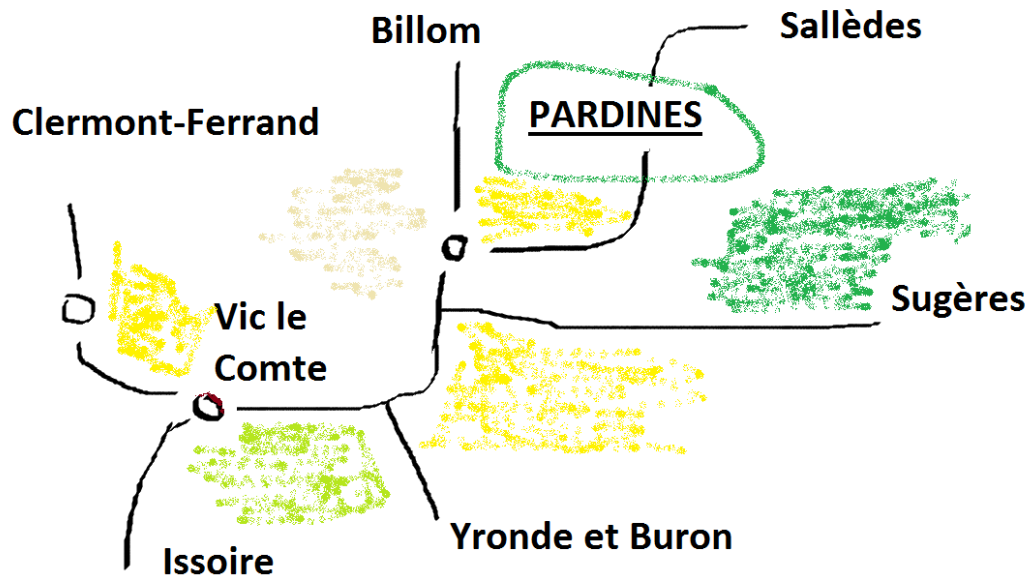 Billom
Sallèdes
Clermont-Ferrand
PARDINES
Vic le
Comte
Sugères
Yronde et Buron
Issoire